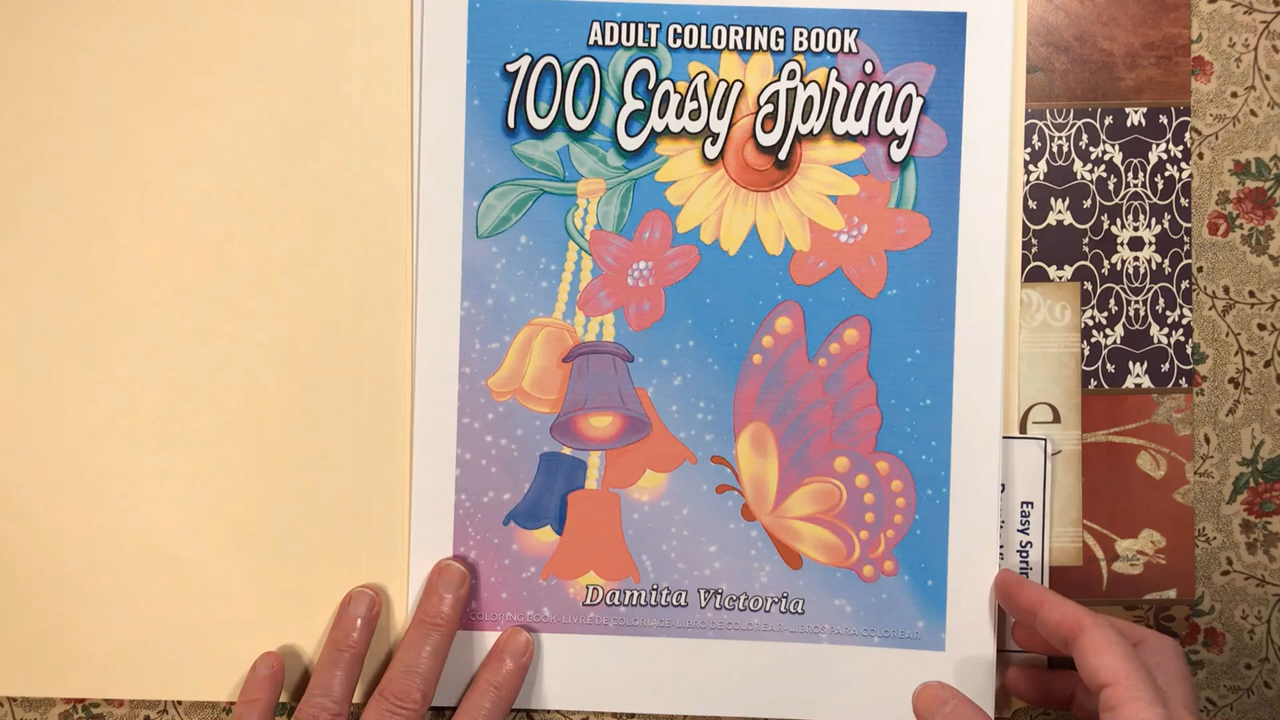 ADULT COLORING BOOK
100 Easy Spring
Damita Victoria
COLORING BOOK-LIVRE DE COLORIAGE-LIBRO DE COLOREAR-LIBROS PARA COLOREAR
e
Easy Sprin